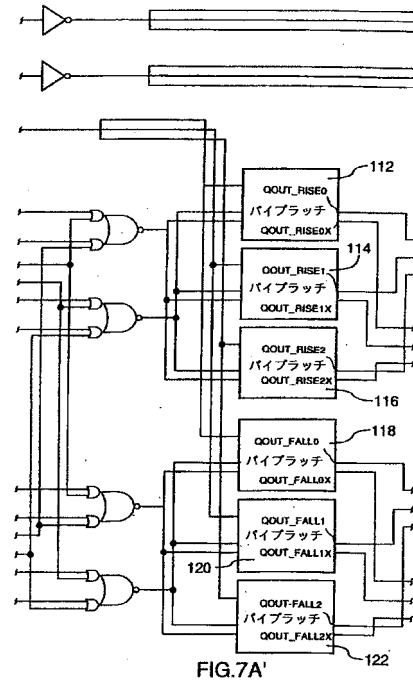 112
QOUT_RISE0
パイプラッチ
QOUT_RISE0X
114
QOUT_RISE1
パイプラッチ
QOUT_RISE1X
QOUT_RISE2
パイプラッチ
QOUT_RISE2X
116
118
QOUT_FALL0
パイプラッチ
QOUT_FALL0X
QOUT_FALL1
パイプラッチ
120
QOUT_FALL1X
QOUT-FALL2
パイプラッチ
QOUT_FALL2X
122
FIG.7A'